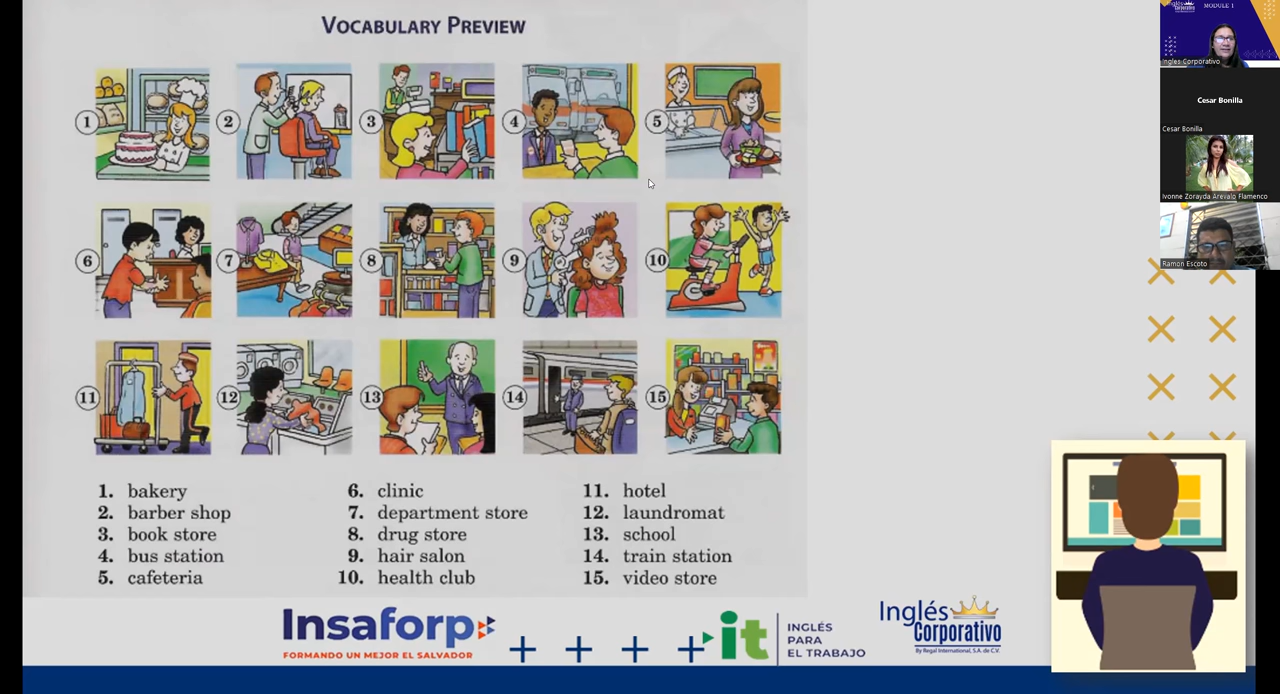 VOCABULARY PREVIEW
1
2
3
4
5
6
7
8
9
10
11
12
13
14
15
1. bakery
2. barber shop
3. book store
4. bus station
5. cafeteria
6. clinic
7. department store
8. drug store
9. hair salon
10. health club
11. hotel
12. laundromat
13. school
14. train station
15. video store
Insaforp
FORMANDO UN MEJOR EL SALVADOR
it
INGLÉS
PARA
EL TRABAJO
Inglés
Corporativo
By Regal International, S.A. de C.V.
MODULE 1
Ingles Corporativo
Cesar Bonilla
Cesar Bonilla
Ivonne Zorayda Arevalo Flamenco
Ramon Escoto